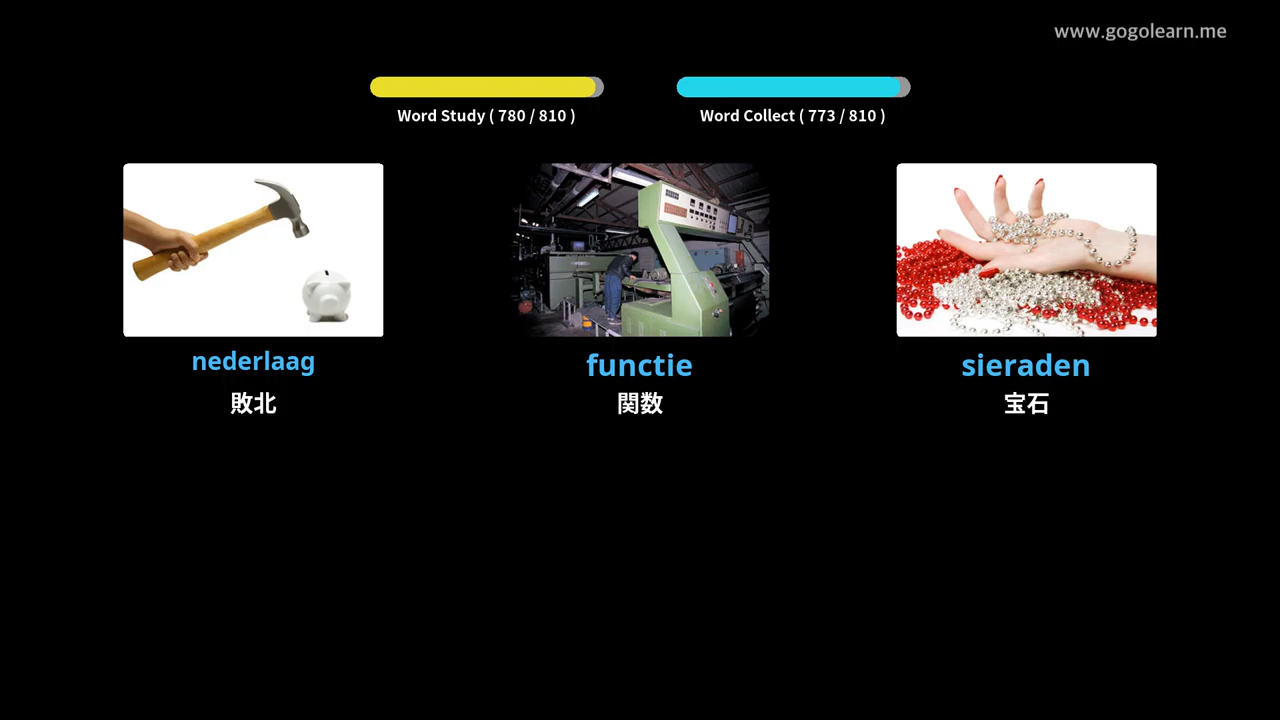 www.gogolearn.me
Word Study ( 780 / 810 )
Word Collect ( 773 / 810 )
nederlaag
functie
sieraden
敗北
関数
宝石